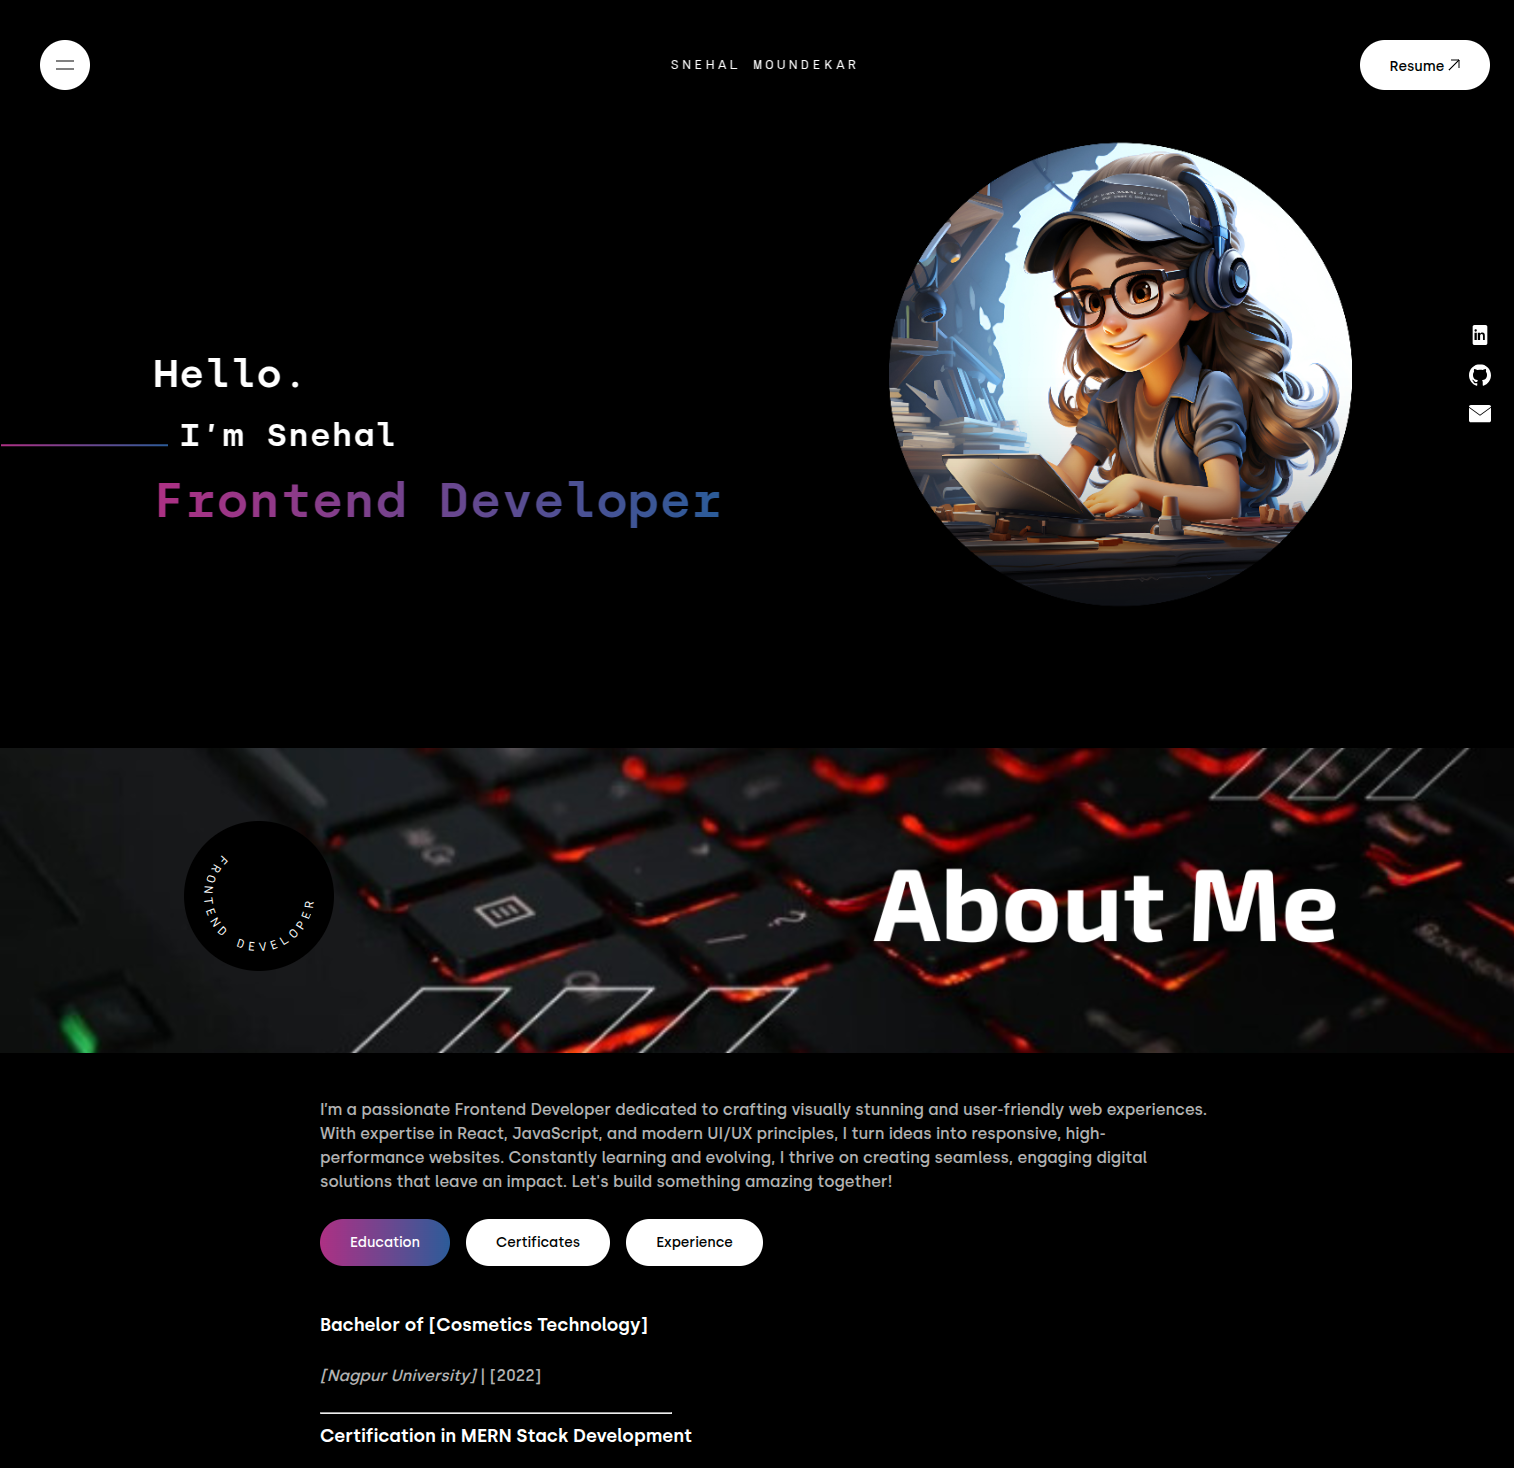 SNEHAL MOUNDEKAR
Resume
Hello.
I'm Snehal
Frontend Developer
FRONTEND DEVELOPER
About Me
Backspa
I'm a passionate Frontend Developer dedicated to crafting visually stunning and user-friendly web experiences.
With expertise in React, JavaScript, and modern UI/UX principles, I turn ideas into responsive, high-
performance websites. Constantly learning and evolving, I thrive on creating seamless, engaging digital
solutions that leave an impact. Let's build something amazing together!
Education
Certificates
Experience
Bachelor of [Cosmetics Technology]
[Nagpur University] | [2022]
Certification in MERN Stack Development